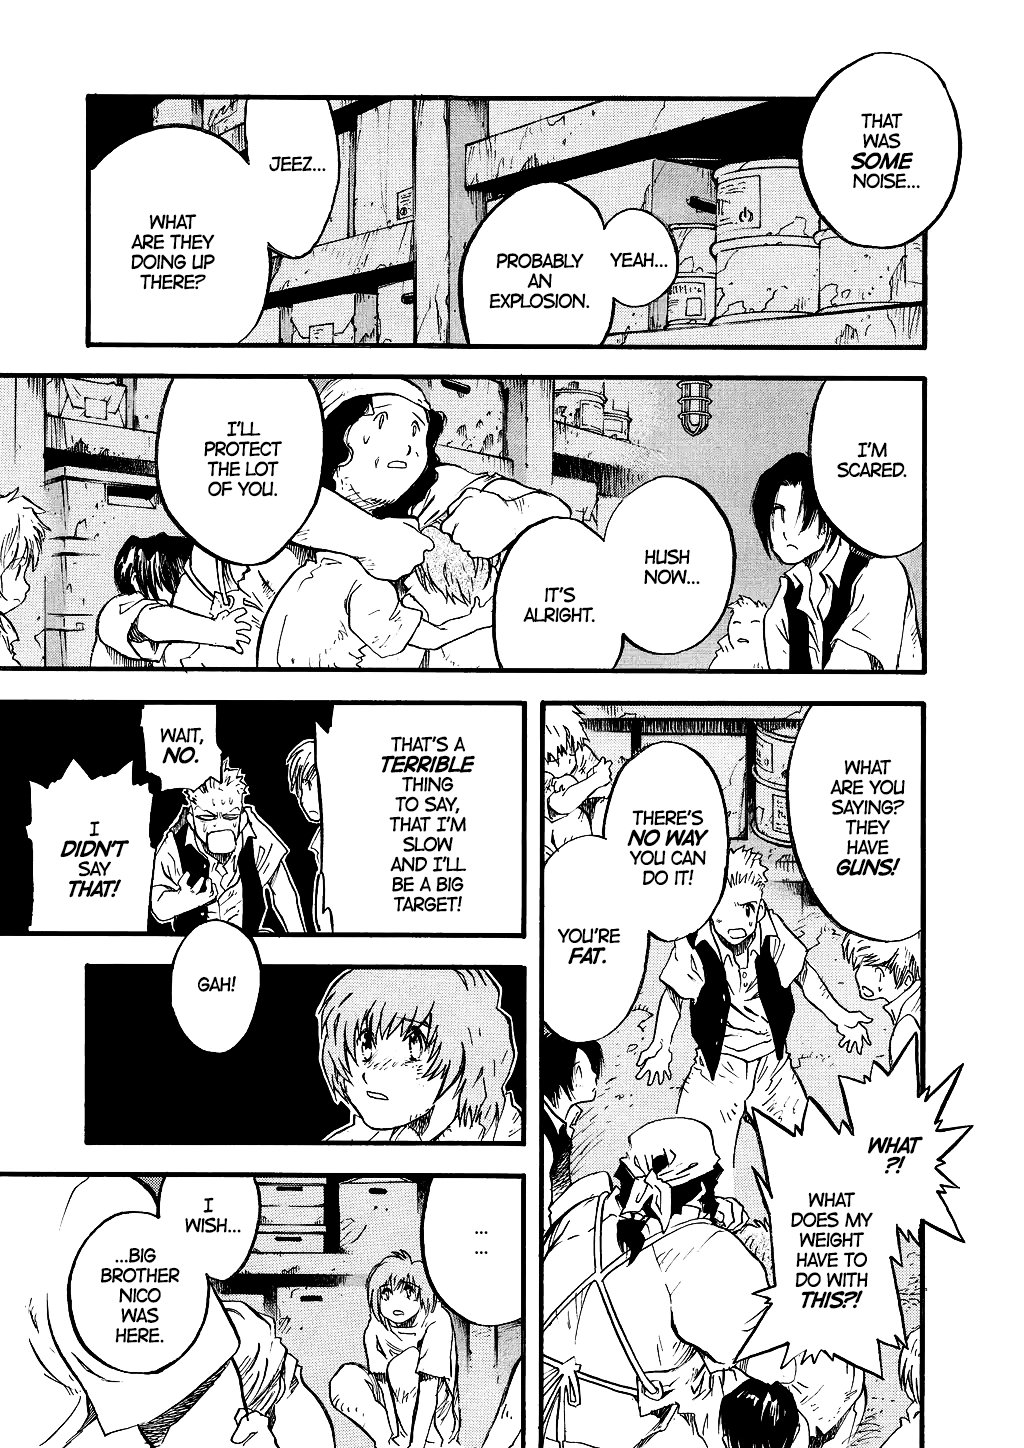 THAT
WAS
SOME
NOISE...
YEAH...
PROBABLY
AN
EXPLOSION.
JEEZ...
WHAT
ARE THEY
DOING UP
THERE?
I'M
SCARED.
HUSH
NOW...
IT'S
ALRIGHT.
I'LL
PROTECT
THE LOT
OF YOU.
WHAT
ARE YOU
SAYING?
THEY
HAVE
GUNS!
THERE'S
NO WAY
YOU CAN
DO IT!
YOU'RE
FAT.
WHAT
?!
WHAT
DOES MY
WEIGHT
HAVE TO
DO WITH
THIS?!
THAT'S A
TERRIBLE
THING
TO SAY,
THAT I'M
SLOW
AND I'LL
BE A BIG
TARGET!
WAIT,
NO.
I
DIDN'T
SAY
THAT!
GAH!
...
...
I
WISH...
...BIG
BROTHER
NICO
WAS
HERE.